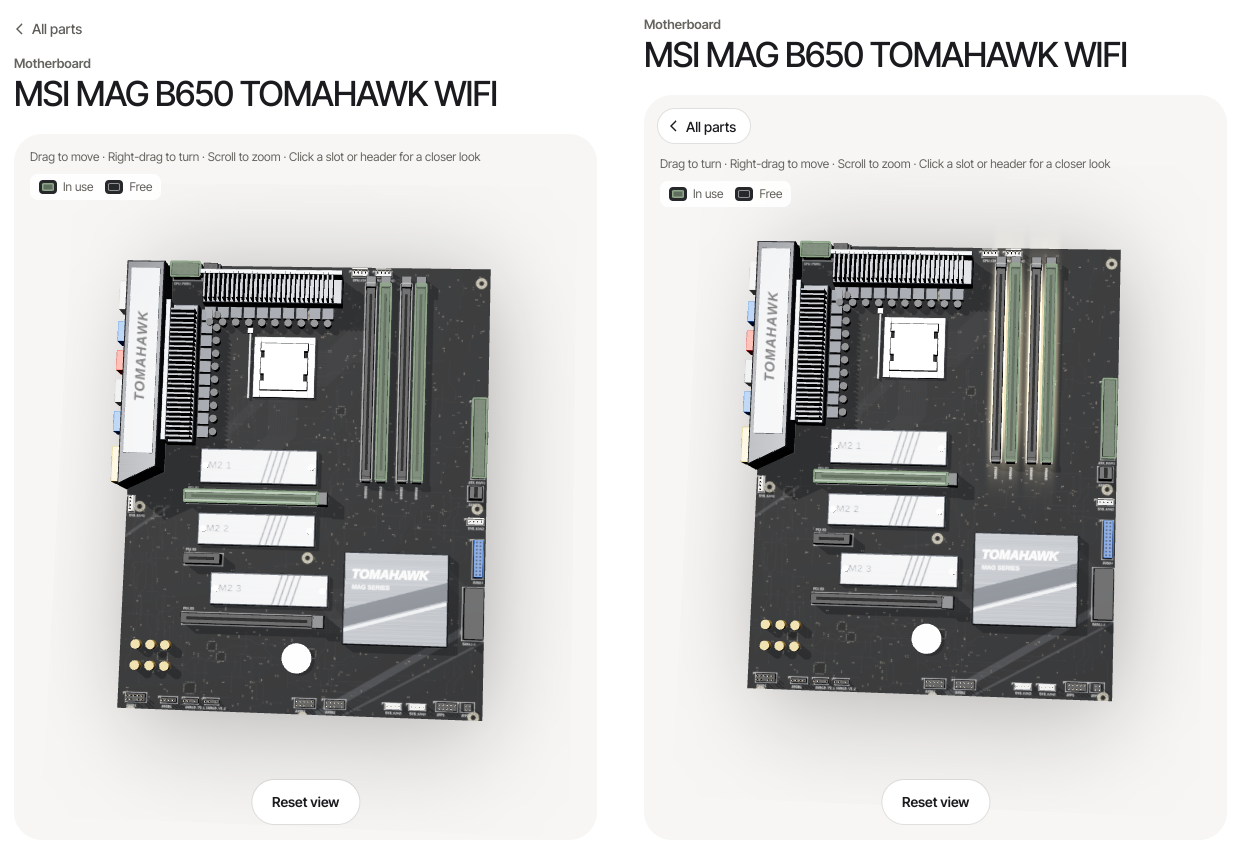 All parts
Motherboard
MSI MAG B650 TOMAHAWK WIFI
Drag to move · Right-drag to turn · Scroll to zoom · Click a slot or header for a closer look
In use Free
TOMAHAWK
M2 1
M2 2
M2 3
TOMAHAWK
MAG SERIES
Reset view
Motherboard
MSI MAG B650 TOMAHAWK WIFI
All parts
Drag to turn · Right-drag to move · Scroll to zoom · Click a slot or header for a closer look
In use Free
TOMAHAWK
M2 1
M2 2
M2 3
TOMAHAWK
MAG SERIES
Reset view